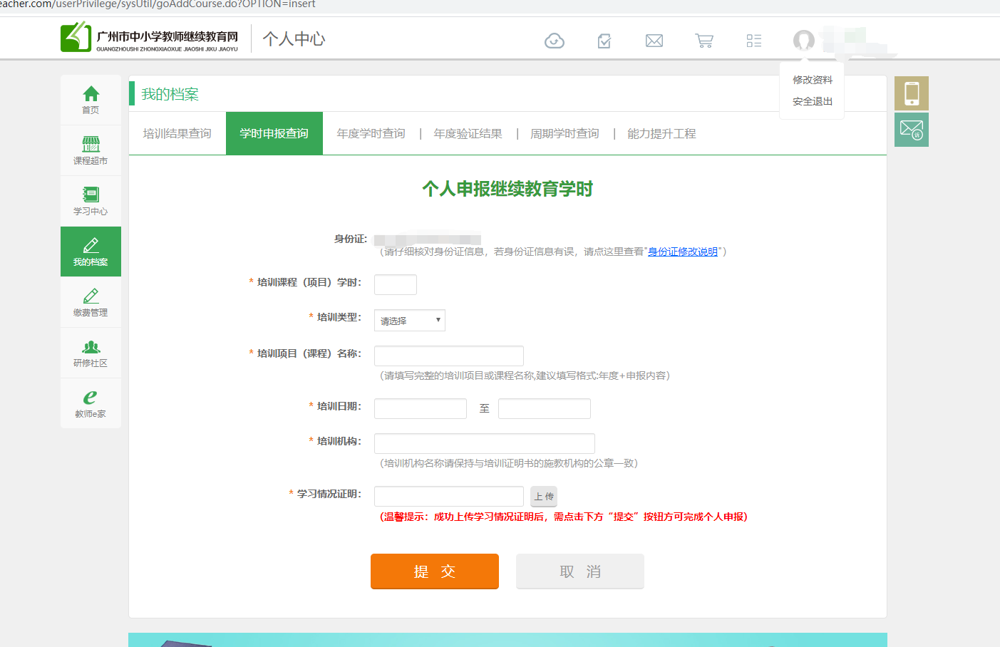 eacher.com/userPrivilege/sysUtil/goAddCourse.do?OPTION=insert
广州市中小学教师继续教育网
GUANGZHOUSHI ZHONGXIAOXUE JIAOSHI JIXU JIAOYU
个人中心
修改资料
安全退出
首页
课程超市
学习中心
我的档案
缴费管理
研修社区
教师e家
我的档案
培训结果查询 学时申报查询 年度学时查询 | 年度验证结果 | 周期学时查询 | 能力提升工程
诉
个人申报继续教育学时
身份证:
（请仔细核对身份证信息，若身份证信息有误，请点这里查看"身份证修改说明"）
* 培训课程（项目）学时：
* 培训类型： 请选择
* 培训项目（课程）名称：
（请填写完整的培训项目或课程名称,建议填写格式:年度+申报内容）
* 培训日期： 至
* 培训机构：
（培训机构名称请保持与培训证明书的施教机构的公章一致）
* 学习情况证明： 上传
（温馨提示：成功上传学习情况证明后，需点击下方“提交”按钮方可完成个人申报）
提 交 取 消